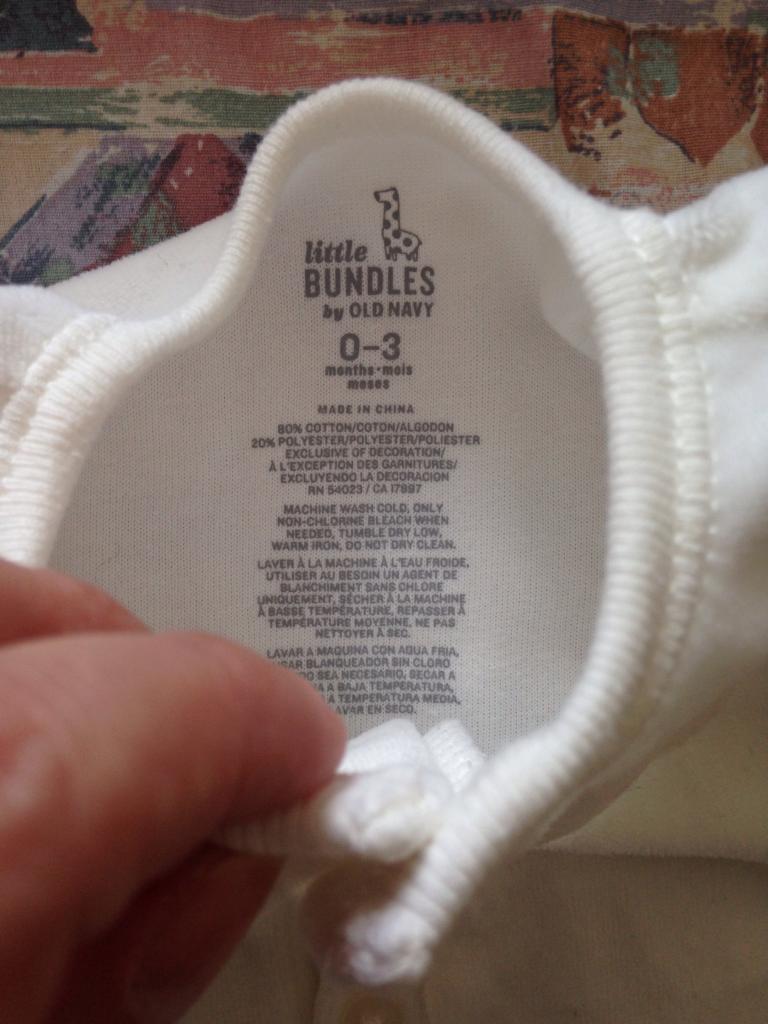 little
BUNDLES
by OLD NAVY
0-3
months•mois
meses
MADE IN CHINA
80% COTTON/COTON/ALGODON
20% POLYESTER/POLYESTER/POLIESTER
EXCLUSIVE OF DECORATION/
À L'EXCEPTION DES GARNITURES/
EXCLUYENDO LA DECORACION
RN 54023 / CA 17897
MACHINE WASH COLD, ONLY
NON-CHLORINE BLEACH WHEN
NEEDED, TUMBLE DRY LOW,
WARM IRON, DO NOT DRY CLEAN.
LAVER À LA MACHINE À L'EAU FROIDE,
UTILISER AU BESOIN UN AGENT DE
BLANCHIMENT SANS CHLORE
UNIQUEMENT, SÉCHER À LA MACHINE
À BASSE TEMPÉRATURE, REPASSER À
TEMPÉRATURE MOYENNE, NE PAS
NETTOYER À SEC.
LAVAR A MAQUINA CON AGUA FRIA,
BLANQUEADOR SIN CLORO
SEA NECESARIO, SECAR A
A BAJA TEMPERATURA,
A TEMPERATURA MEDIA,
EN SECO.